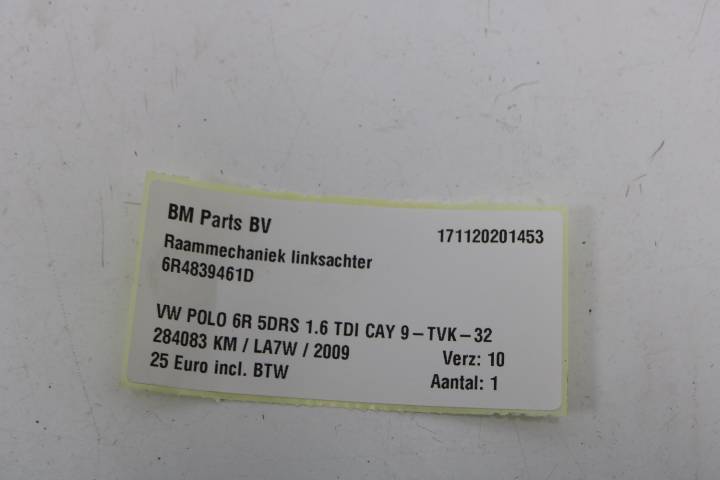 BM Parts BV 171120201453
Raammechaniek linksachter
6R4839461D
VW POLO 6R 5DRS 1.6 TDI CAY 9-TVK-32
284083 KM / LA7W / 2009 Verz: 10
25 Euro incl. BTW Aantal: 1